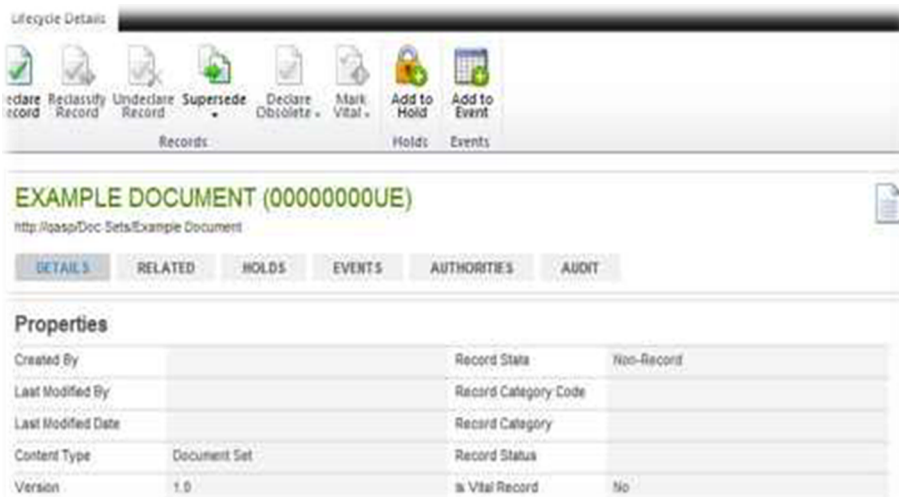 Lifecycle Details
eclare Record Reclassify Record Undeclare Record Supersede Declare Obsolete Mark Vital Add to Hold Add to Event
Records Holds Events
EXAMPLE DOCUMENT (00000000UE)
http://qasp/Doc Sets/Example Document
DETAILS RELATED HOLDS EVENTS AUTHORITIES AUDIT
Properties
Created By Record State Non-Record
Last Modified By Record Category Code
Last Modified Date Record Category
Content Type Document Set Record Status
Version 1.0 Is Vital Record No